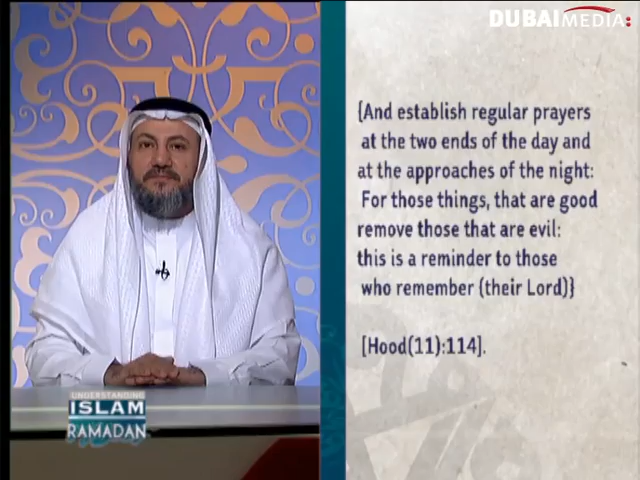 DUBAI MEDIA:
{And establish regular prayers
at the two ends of the day and
at the approaches of the night:
For those things, that are good
remove those that are evil:
this is a reminder to those
who remember (their Lord)}
[Hood(11):114].
UNDERSTANDING
ISLAM
RAMADAN